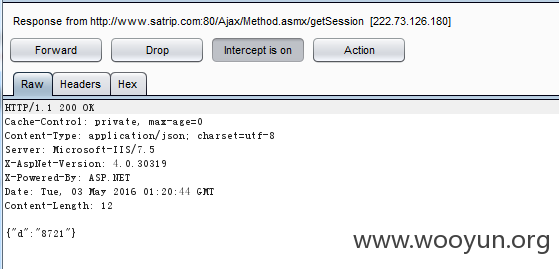 Response from http://www.satrip.com:80/Ajax/Method.asmx/getSession [222.73.126.180]
Forward Drop Intercept is on Action
Raw Headers Hex
HTTP/1.1 200 OK
Cache-Control: private, max-age=0
Content-Type: application/json; charset=utf-8
Server: Microsoft-IIS/7.5
X-AspNet-Version: 4.0.30319
X-Powered-By: ASP.NET
Date: Tue, 03 May 2016 01:20:44 GMT
Content-Length: 12
{"d":"8721"}
www.wooyun.org